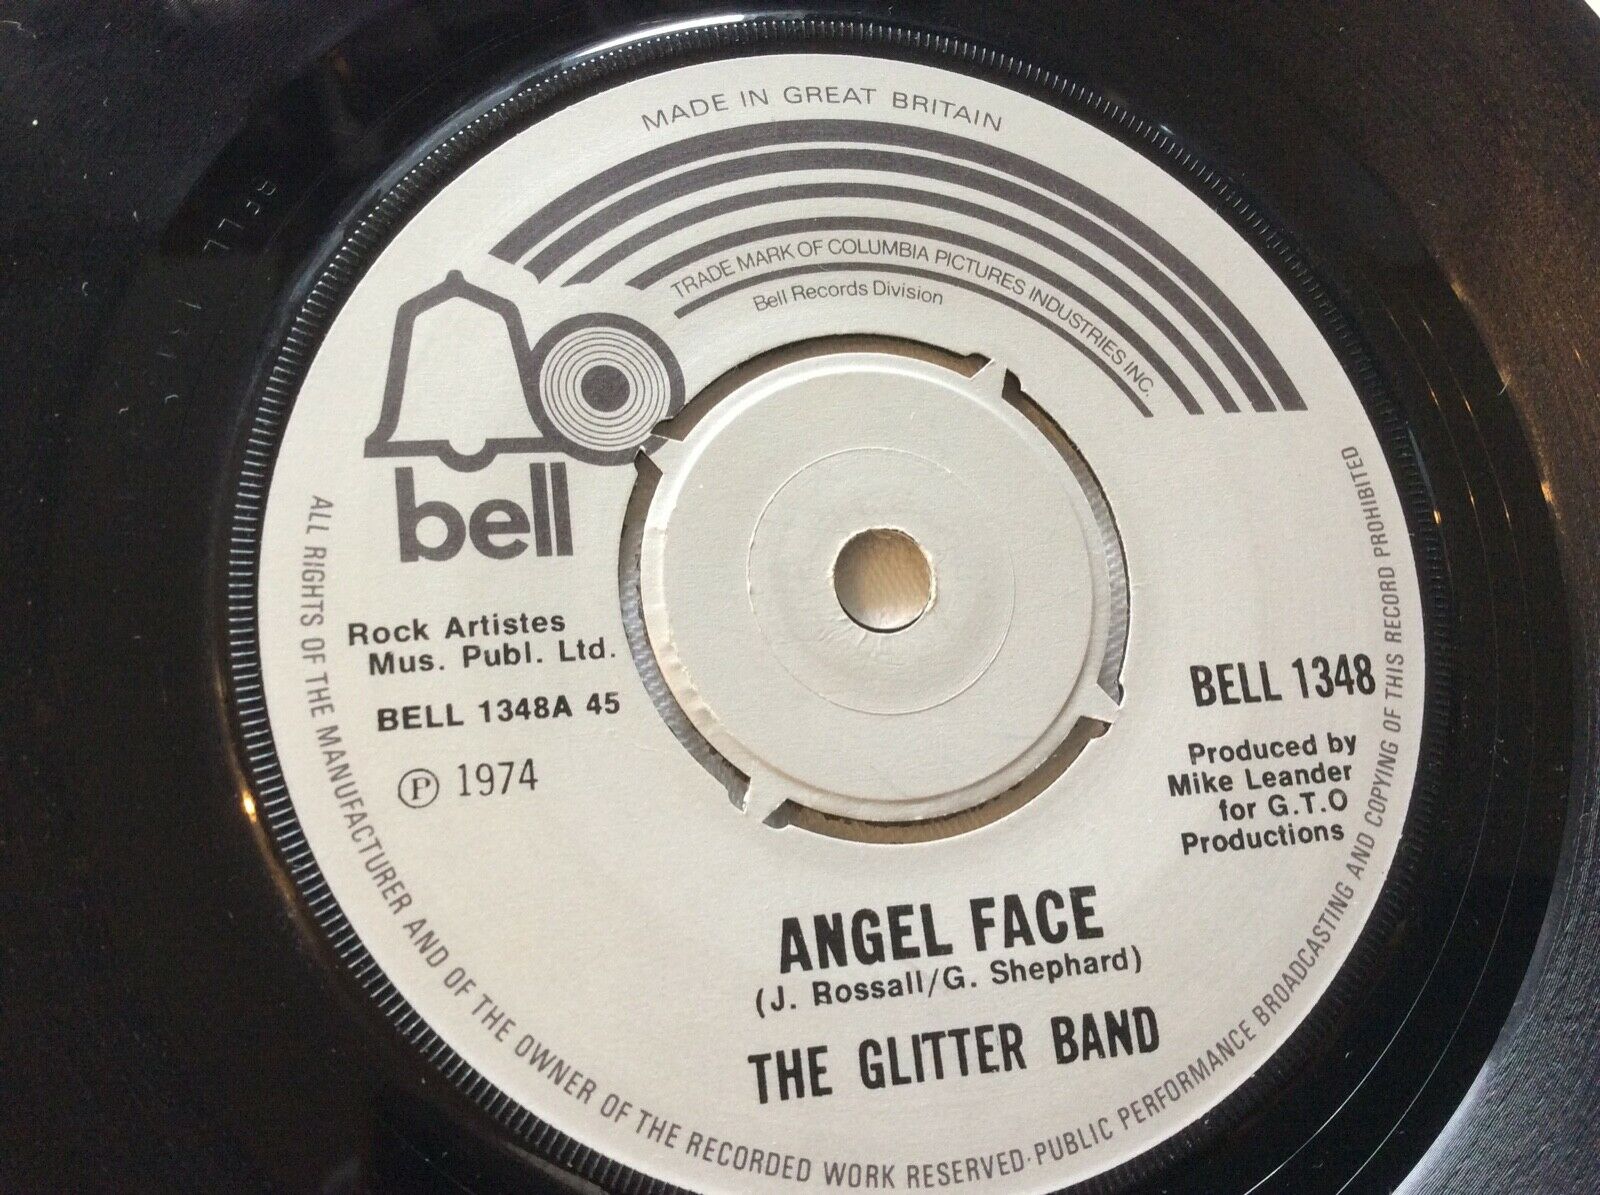 MADE IN GREAT BRITAIN
TRADE MARK OF COLUMBIA PICTURES INDUSTRIES INC.
Bell Records Division
bell
Rock Artistes
Mus. Publ. Ltd.
BELL 1348A 45
Ⓟ 1974
BELL 1348
Produced by
Mike Leander
for G.T.O
Productions
ANGEL FACE
(J. Rossall/G. Shephard)
THE GLITTER BAND
ALL RIGHTS OF THE MANUFACTURER AND OF THE OWNER OF THE RECORDED WORK RESERVED·PUBLIC PERFORMANCE BROADCASTING AND COPYING OF THIS RECORD PROHIBITED